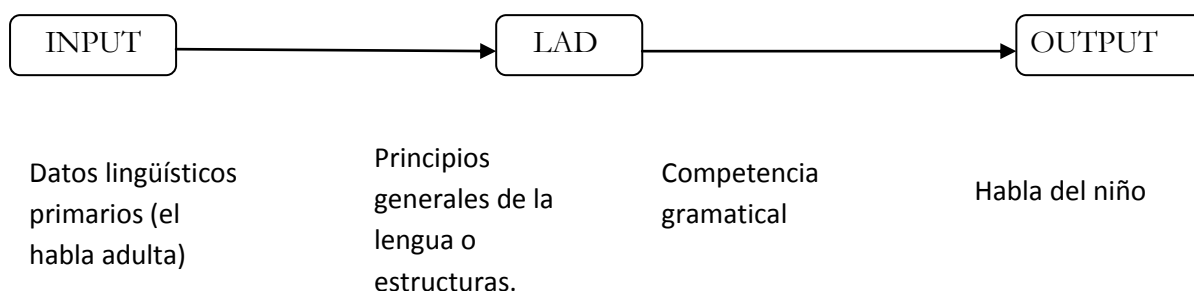 INPUT
LAD
OUTPUT
Datos lingüísticos
primarios (el
habla adulta)
Principios
generales de la
lengua o
estructuras.
Competencia
gramatical
Habla del niño